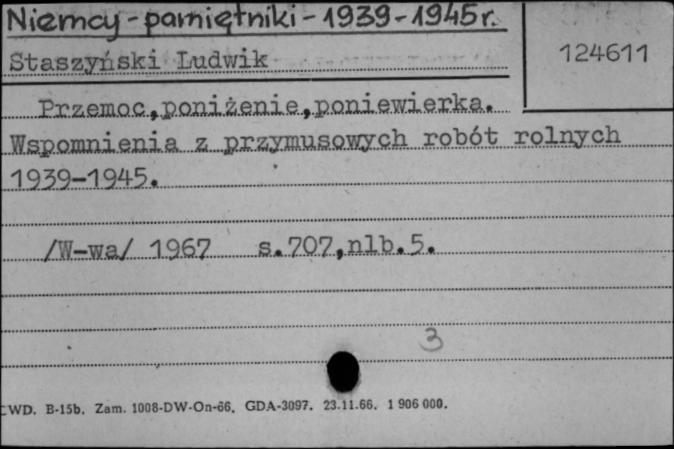 Niemcy - pamiętniki - 1939 - 1945 r.
124611
Staszyński Ludwik
Przemoc,poniżenie,poniewierka.
Wspomnienia z przymusowych robót rolnych
1939-1945.
/W-wa/ 1967 s.707,nlb.5.
3
CWD. B-15b. Zam. 1008-DW-On-66. GDA-3097. 23.11.66. 1 906 000.